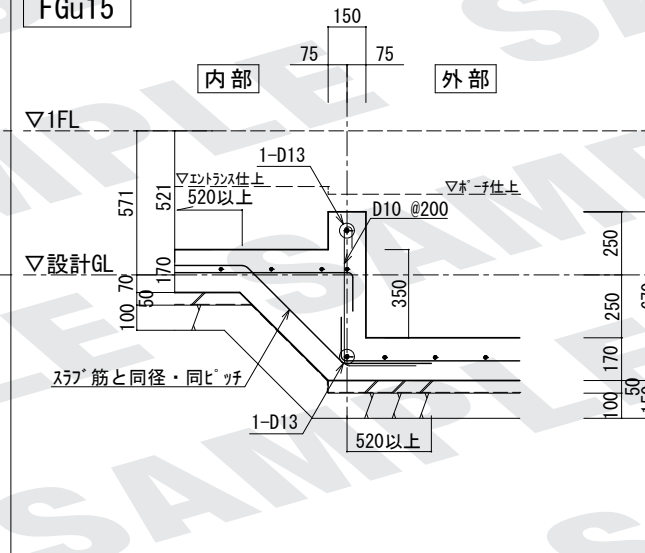 FGu15
150
75
75
内部
外部
▽1FL
1-D13
▽エントランス仕上
▽ポーチ仕上
520以上
D10 @200
571
521
250
▽設計GL
70
170
350
250
50
100
170
スラブ筋と同径・同ピッチ
50
100
1-D13
520以上
SAMPLE
SAMPLE
SAMPLE